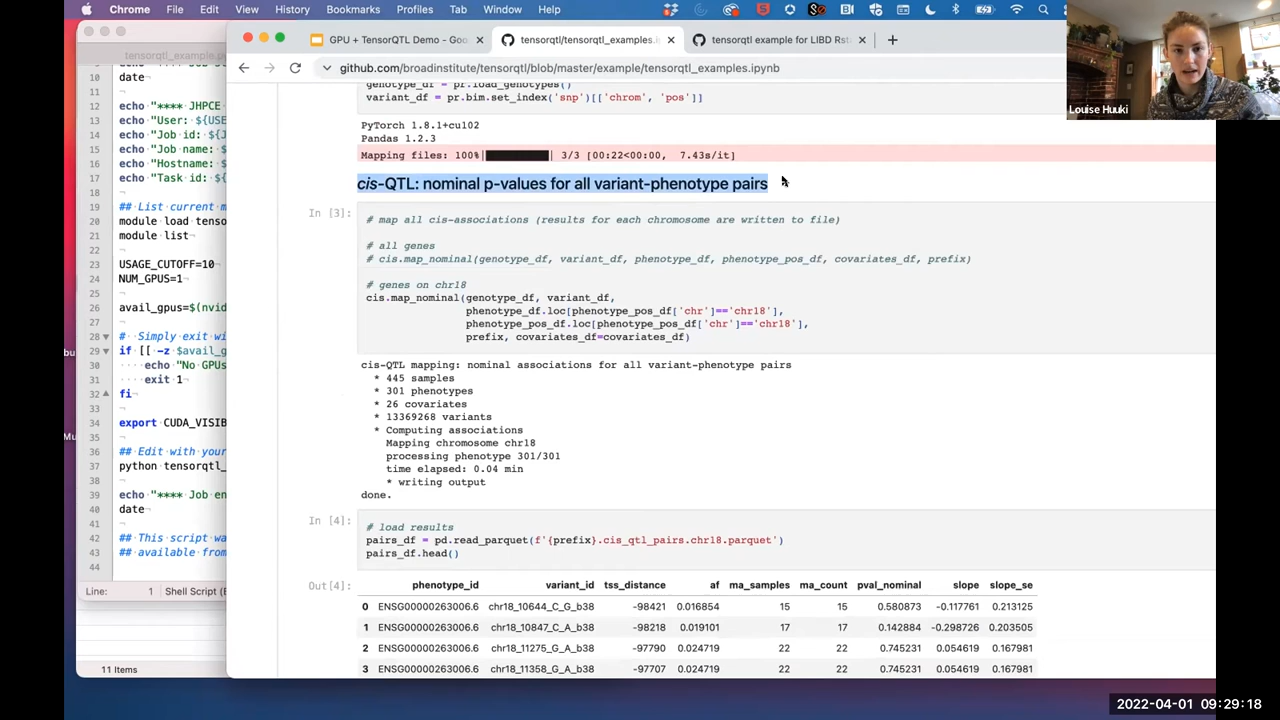 Chrome File Edit View History Bookmarks Profiles Tab Window Help
GPU + TensorQTL Demo - Goo
tensorqtl/tensorqtl_examples.i
tensorqtl example for LIBD Rst
github.com/broadinstitute/tensorqtl/blob/master/example/tensorqtl_examples.ipynb
Louise Huuki
tensorqtl_example.
10 date
11
12 echo "**** JHPCE
13 echo "User: ${USE
14 echo "Job id: ${J
15 echo "Job name: $
16 echo "Hostname: $
17 echo "Task id: ${
18
19 ## List current m
20 module load tenso
21 module list
22
23 USAGE_CUTOFF=10
24 NUM_GPUS=1
25
26 avail_gpus=$(nvid
27
28 # Simply exit wi
29 if [[ -z $avail_g
30 echo "No GPUs
31 exit 1
32 fi
33
34 export CUDA_VISIB
35
36 ## Edit with your
37 python tensorqtl_
38
39 echo "**** Job en
40 date
41
42 ## This script wa
43 ## available from
44
Line: 1 Shell Script (B
11 Items
genotype_df = pr.load_genotypes()
variant_df = pr.bim.set_index('snp')[['chrom', 'pos']]
PyTorch 1.8.1+cu102
Pandas 1.2.3
Mapping files: 100%| | 3/3 [00:22<00:00, 7.43s/it]
cis-QTL: nominal p-values for all variant-phenotype pairs
In [3]:
# map all cis-associations (results for each chromosome are written to file)
# all genes
# cis.map_nominal(genotype_df, variant_df, phenotype_df, phenotype_pos_df, covariates_df, prefix)
# genes on chr18
cis.map_nominal(genotype_df, variant_df,
phenotype_df.loc[phenotype_pos_df['chr']=='chr18'],
phenotype_pos_df.loc[phenotype_pos_df['chr']=='chr18'],
prefix, covariates_df=covariates_df)
cis-QTL mapping: nominal associations for all variant-phenotype pairs
* 445 samples
* 301 phenotypes
* 26 covariates
* 13369268 variants
* Computing associations
Mapping chromosome chr18
processing phenotype 301/301
time elapsed: 0.04 min
* writing output
done.
In [4]:
# load results
pairs_df = pd.read_parquet(f'{prefix}.cis_qtl_pairs.chr18.parquet')
pairs_df.head()
Out[4]:
phenotype_id variant_id tss_distance af ma_samples ma_count pval_nominal slope slope_se
0 ENSG00000263006.6 chr18_10644_C_G_b38 -98421 0.016854 15 15 0.580873 -0.117761 0.213125
1 ENSG00000263006.6 chr18_10847_C_A_b38 -98218 0.019101 17 17 0.142884 -0.298726 0.203505
2 ENSG00000263006.6 chr18_11275_G_A_b38 -97790 0.024719 22 22 0.745231 0.054619 0.167981
3 ENSG00000263006.6 chr18_11358_G_A_b38 -97707 0.024719 22 22 0.745231 0.054619 0.167981
2022-04-01 09:29:18